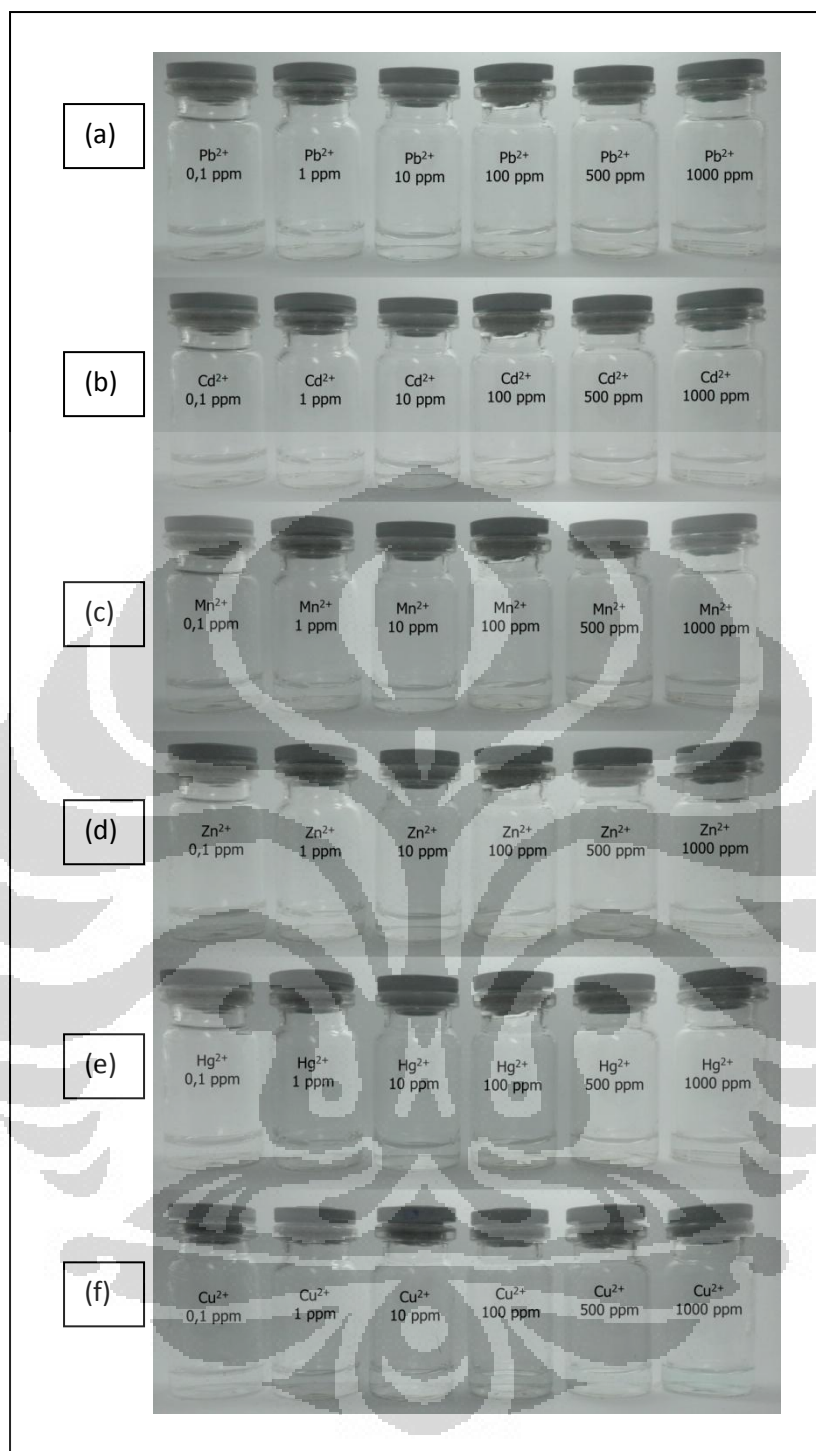 (a)
Pb²⁺ Pb²⁺ Pb²⁺ Pb²⁺ Pb²⁺ Pb²⁺
0,1 ppm 1 ppm 10 ppm 100 ppm 500 ppm 1000 ppm
(b)
Cd²⁺ Cd²⁺ Cd²⁺ Cd²⁺ Cd²⁺ Cd²⁺
0,1 ppm 1 ppm 10 ppm 100 ppm 500 ppm 1000 ppm
(c)
Mn²⁺ Mn²⁺ Mn²⁺ Mn²⁺ Mn²⁺ Mn²⁺
0,1 ppm 1 ppm 10 ppm 100 ppm 500 ppm 1000 ppm
(d)
Zn²⁺ Zn²⁺ Zn²⁺ Zn²⁺ Zn²⁺ Zn²⁺
0,1 ppm 1 ppm 10 ppm 100 ppm 500 ppm 1000 ppm
(e)
Hg²⁺ Hg²⁺ Hg²⁺ Hg²⁺ Hg²⁺ Hg²⁺
0,1 ppm 1 ppm 10 ppm 100 ppm 500 ppm 1000 ppm
(f)
Cu²⁺ Cu²⁺ Cu²⁺ Cu²⁺ Cu²⁺ Cu²⁺
0,1 ppm 1 ppm 10 ppm 100 ppm 500 ppm 1000 ppm